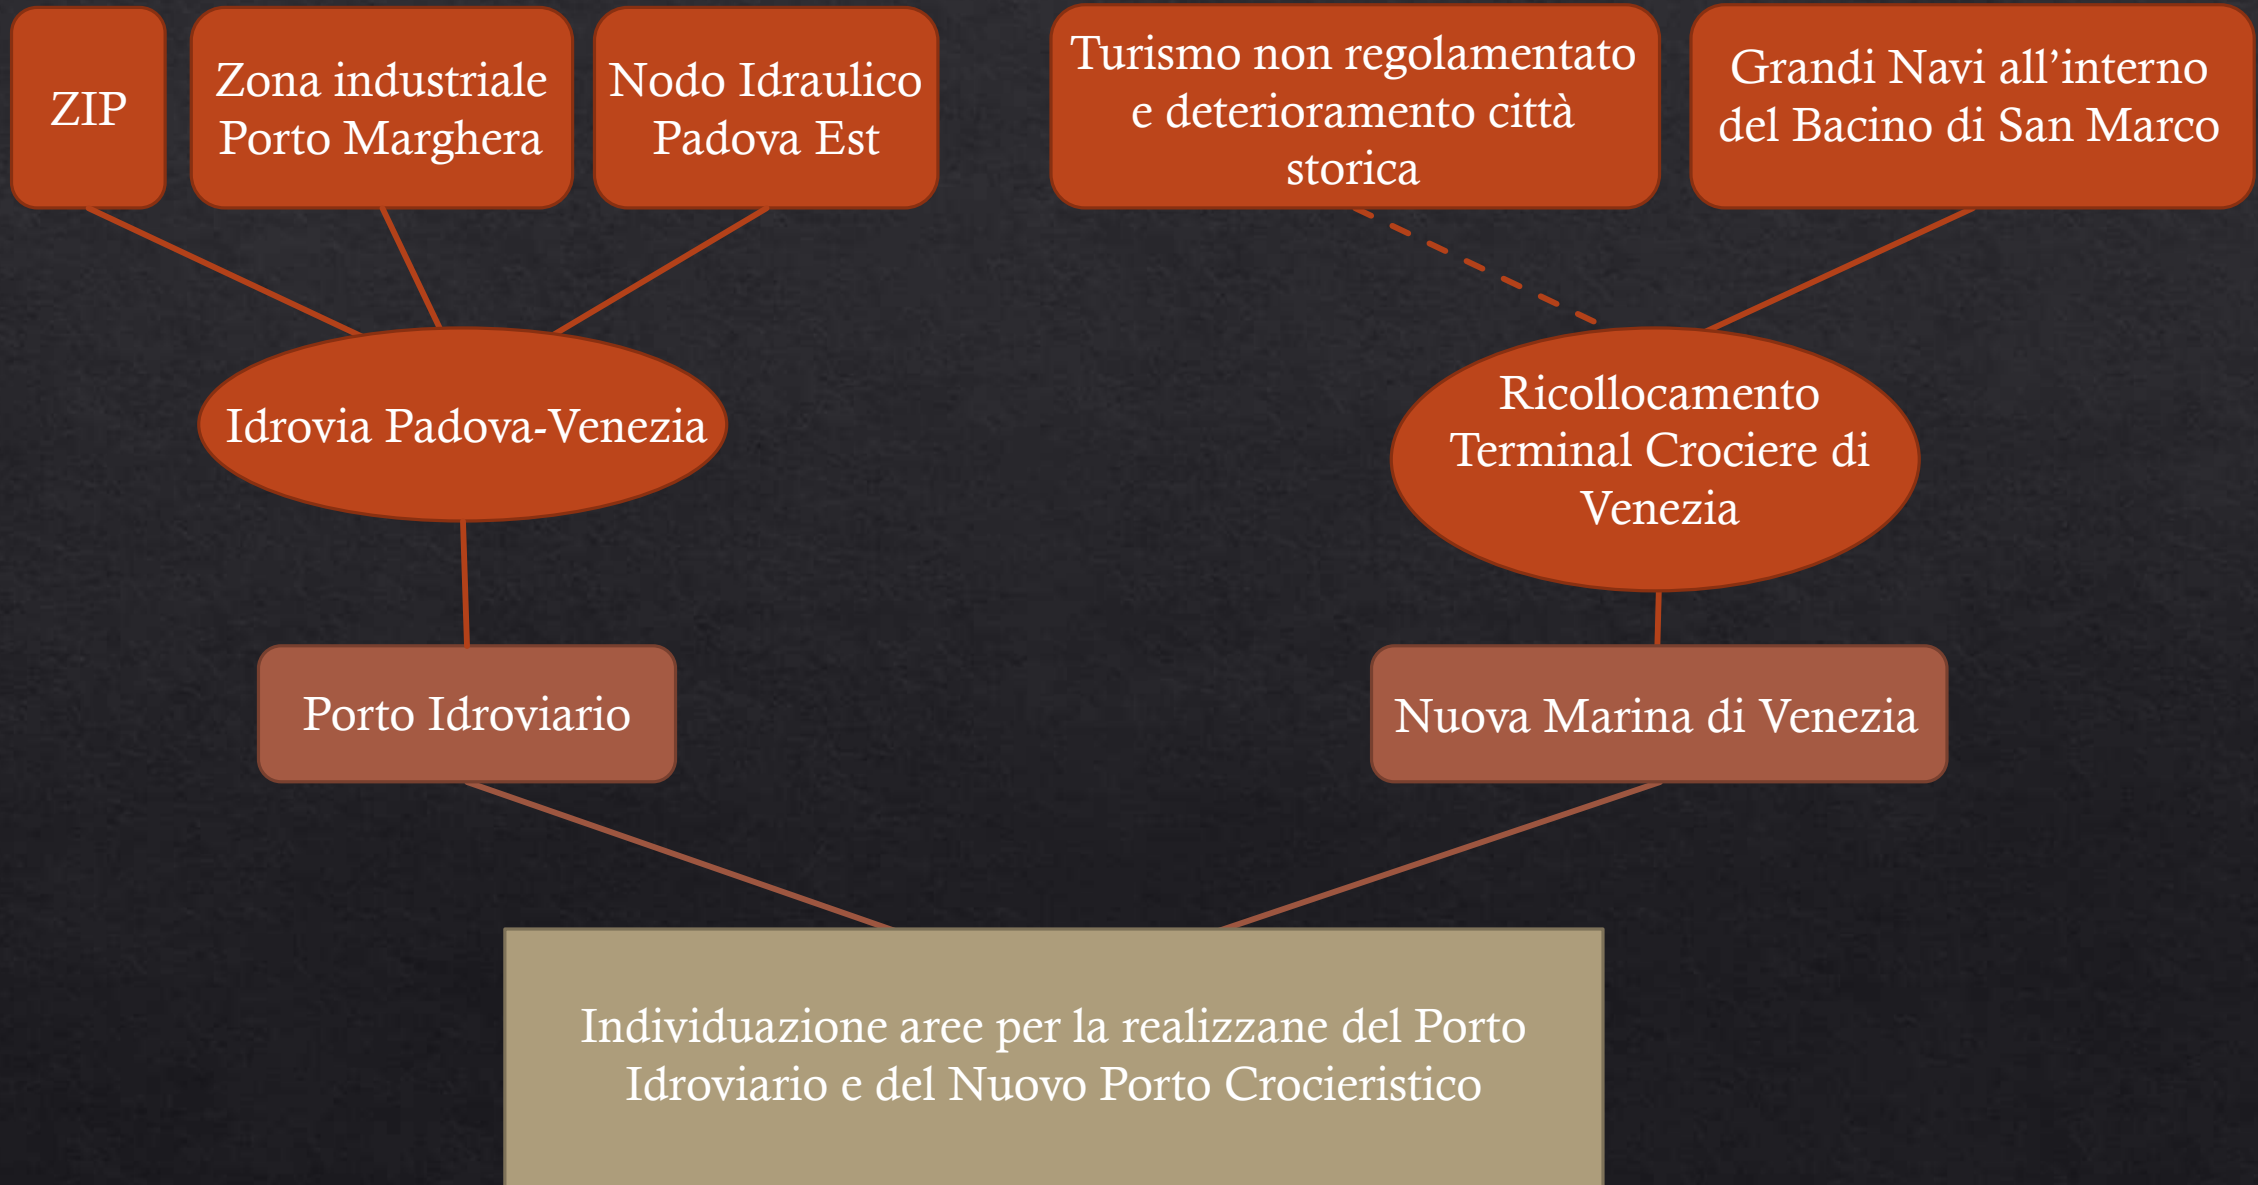 ZIP
Zona industriale
Porto Marghera
Nodo Idraulico
Padova Est
Turismo non regolamentato
e deterioramento città
storica
Grandi Navi all’interno
del Bacino di San Marco
Idrovia Padova-Venezia
Ricollocamento
Terminal Crociere di
Venezia
Porto Idroviario
Nuova Marina di Venezia
Individuazione aree per la realizzane del Porto
Idroviario e del Nuovo Porto Crocieristico